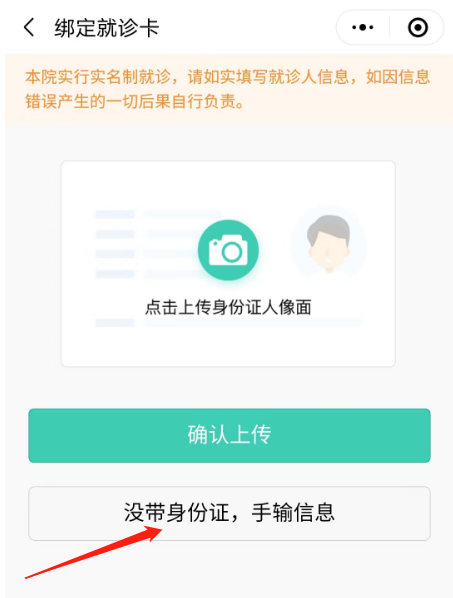 绑定就诊卡
本院实行实名制就诊，请如实填写就诊人信息，如因信息
错误产生的一切后果自行负责。
点击上传身份证人像面
确认上传
没带身份证，手输信息